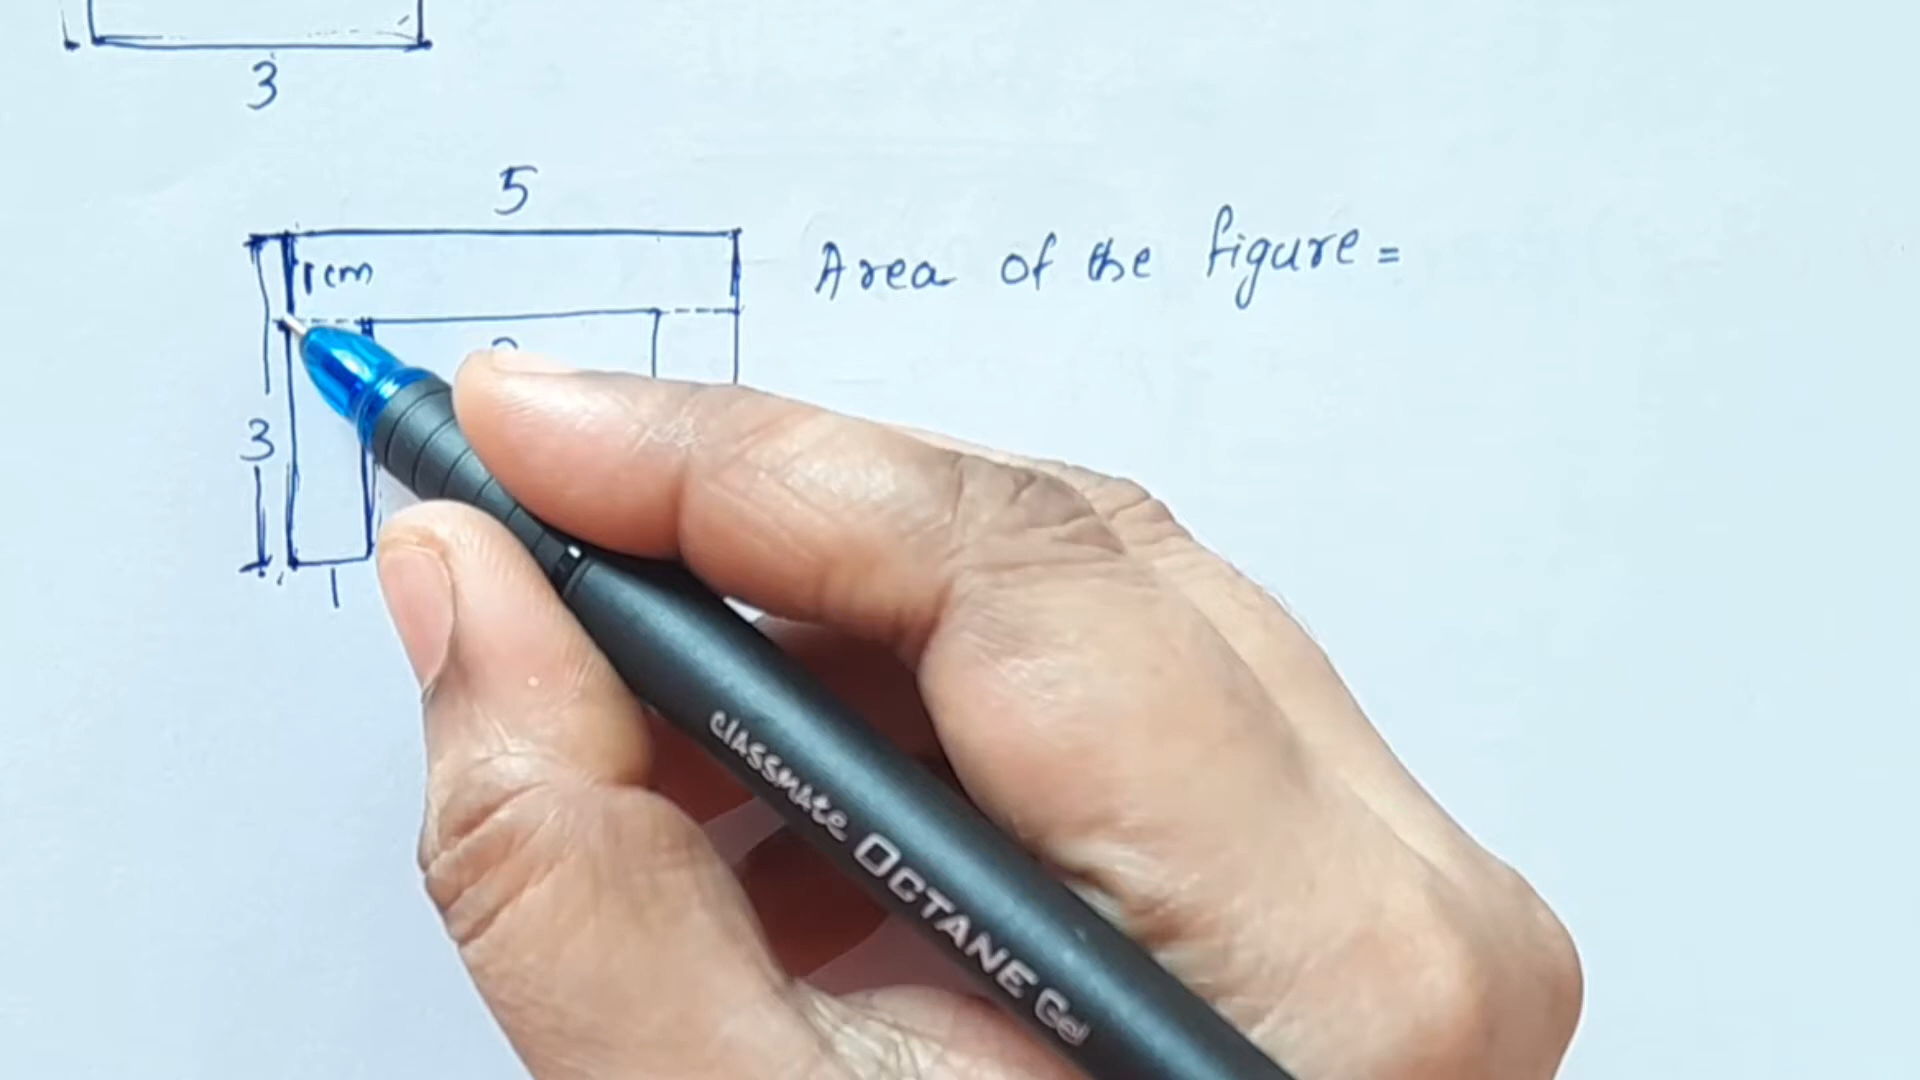 3
5
1cm
Area of the figure =
3
1
classmate OCTANE Gel